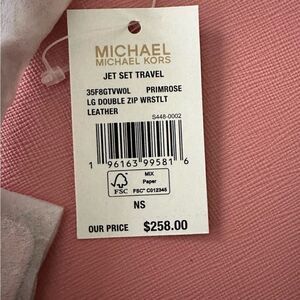 MICHAEL
MICHAEL KORS
JET SET TRAVEL
35F8GTVW0L PRIMROSE
LG DOUBLE ZIP WRSTLT
LEATHER
S448-0002
1 96163 99581 6
FSC
MIX
Paper
FSC® C012345
NS
OUR PRICE $258.00